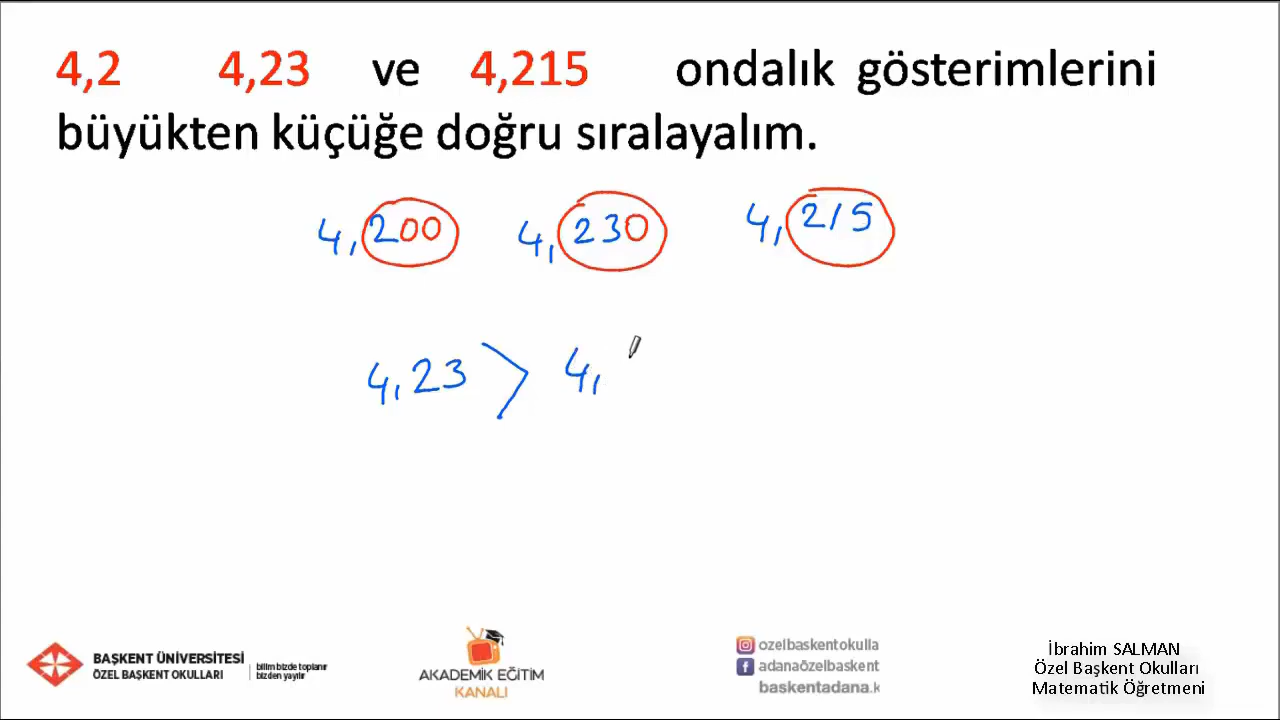 4,2 4,23 ve 4,215 ondalık gösterimlerini
büyükten küçüğe doğru sıralayalım.
4,200 4,230 4,215
4,23 > 4,
BAŞKENT ÜNİVERSİTESİ
ÖZEL BAŞKENT OKULLARI
bilim bizde toplanır
bizden yayılır
AKADEMİK EĞİTİM
KANALI
ozelbaskentokulla
adanaözelbaskent
baskentadana.k
İbrahim SALMAN
Özel Başkent Okulları
Matematik Öğretmeni